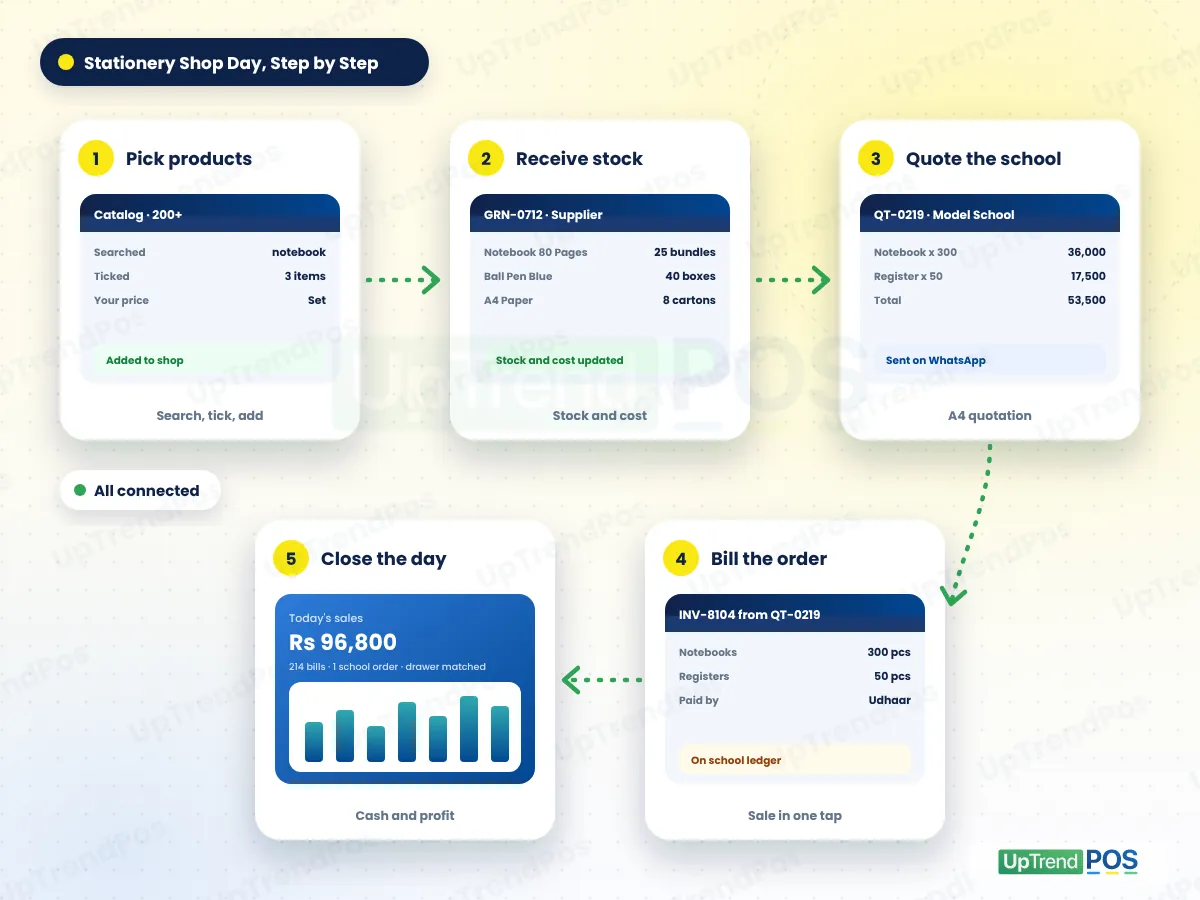 Stationery Shop Day, Step by Step
1 Pick products
Catalog · 200+
Searched notebook
Ticked 3 items
Your price Set
Added to shop
Search, tick, add
2 Receive stock
GRN-0712 · Supplier
Notebook 80 Pages 25 bundles
Ball Pen Blue 40 boxes
A4 Paper 8 cartons
Stock and cost updated
Stock and cost
3 Quote the school
QT-0219 · Model School
Notebook x 300 36,000
Register x 50 17,500
Total 53,500
Sent on WhatsApp
A4 quotation
All connected
5 Close the day
Today's sales
Rs 96,800
214 bills · 1 school order · drawer matched
Cash and profit
4 Bill the order
INV-8104 from QT-0219
Notebooks 300 pcs
Registers 50 pcs
Paid by Udhaar
On school ledger
Sale in one tap
UpTrend POS